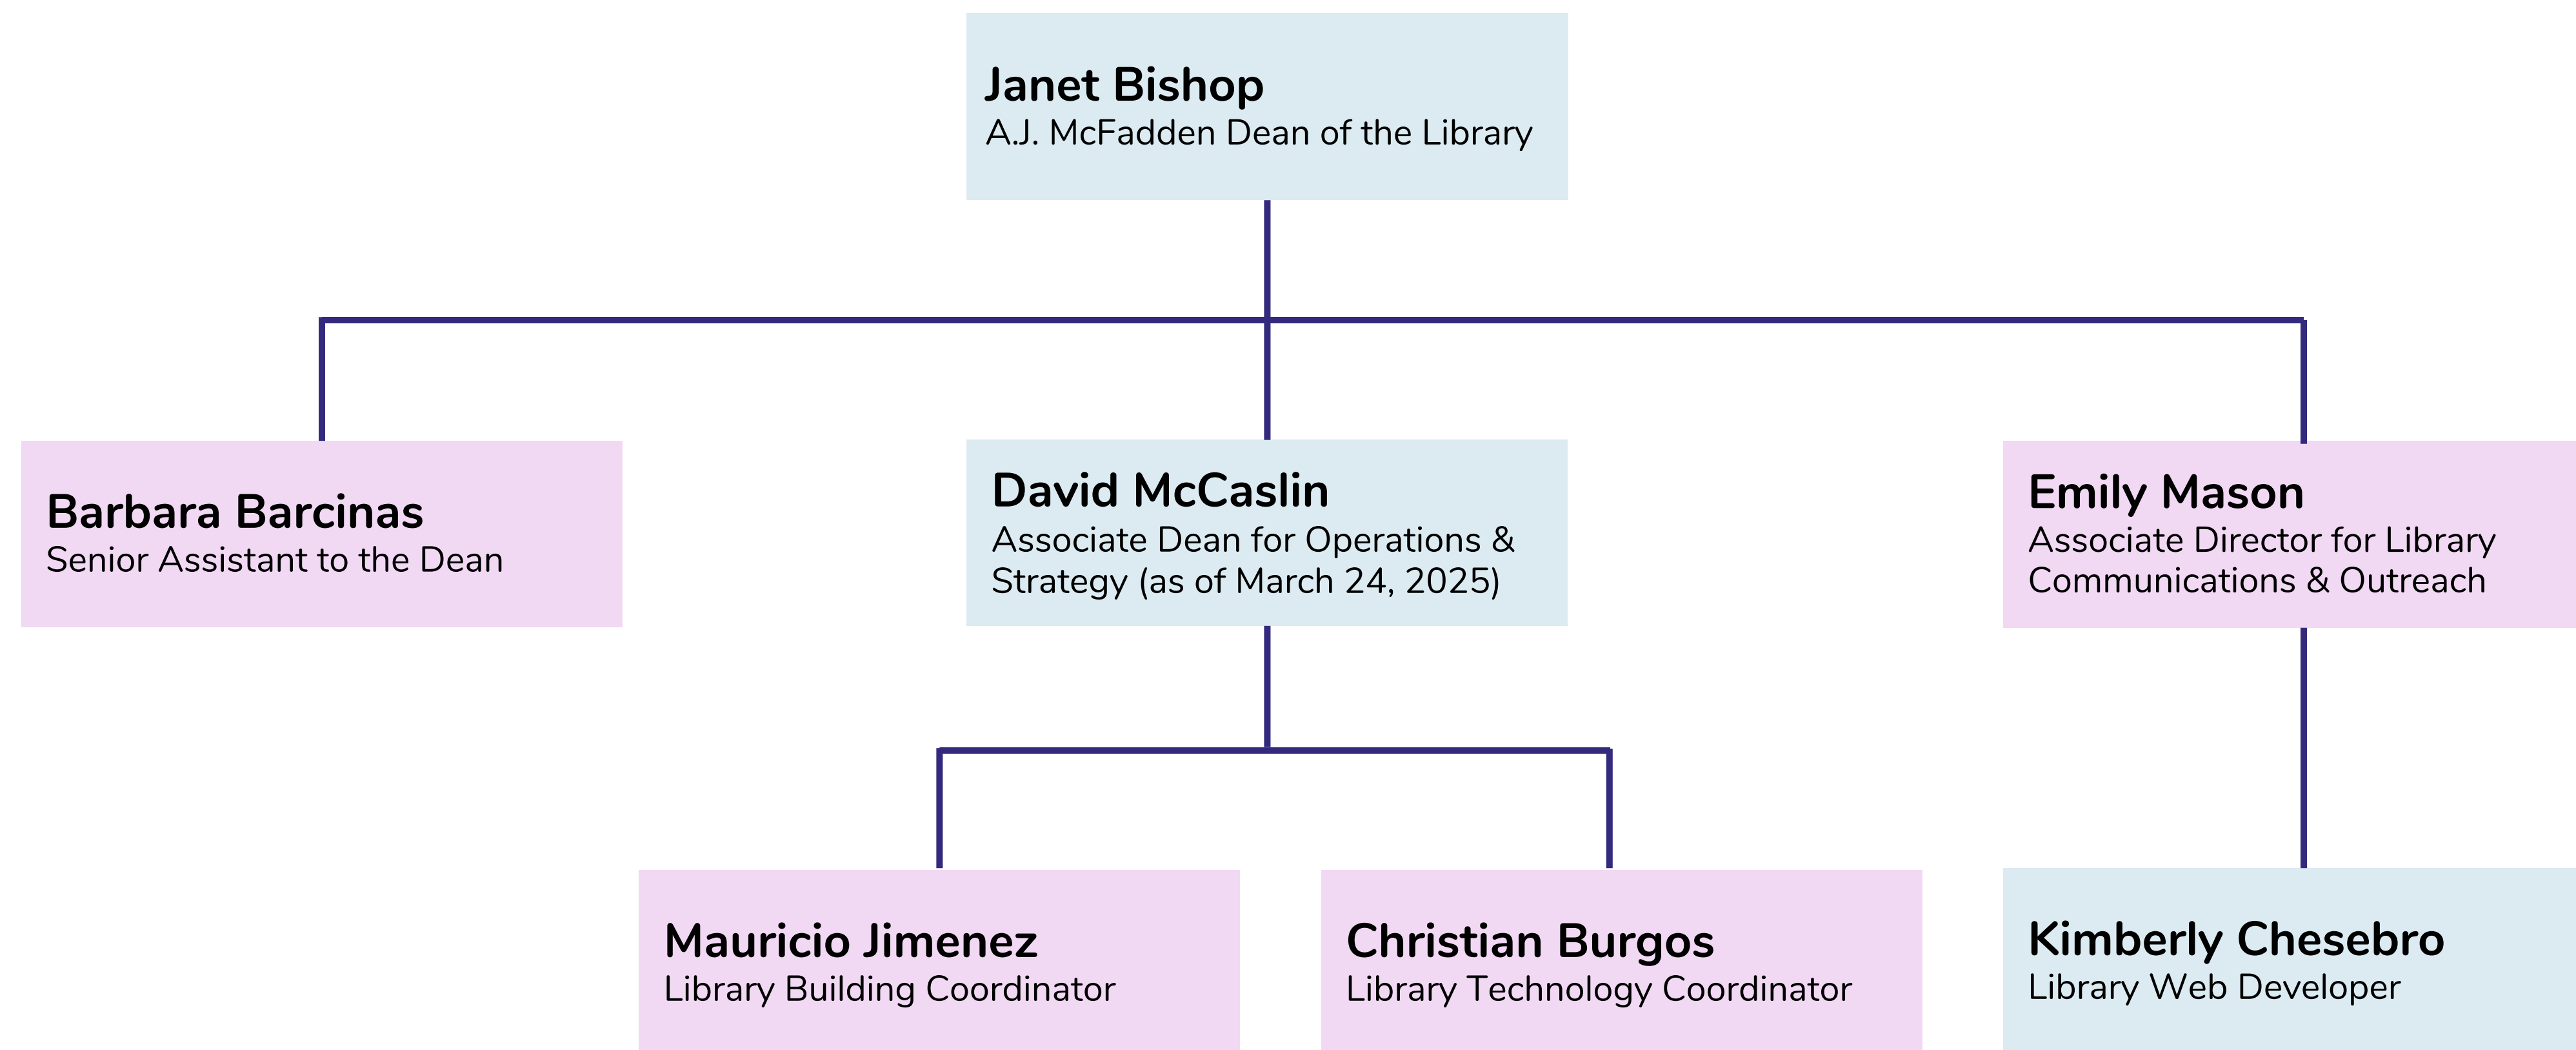 Janet Bishop
A.J. McFadden Dean of the Library
Barbara Barcinas
Senior Assistant to the Dean
David McCaslin
Associate Dean for Operations &
Strategy (as of March 24, 2025)
Emily Mason
Associate Director for Library
Communications & Outreach
Mauricio Jimenez
Library Building Coordinator
Christian Burgos
Library Technology Coordinator
Kimberly Chesebro
Library Web Developer